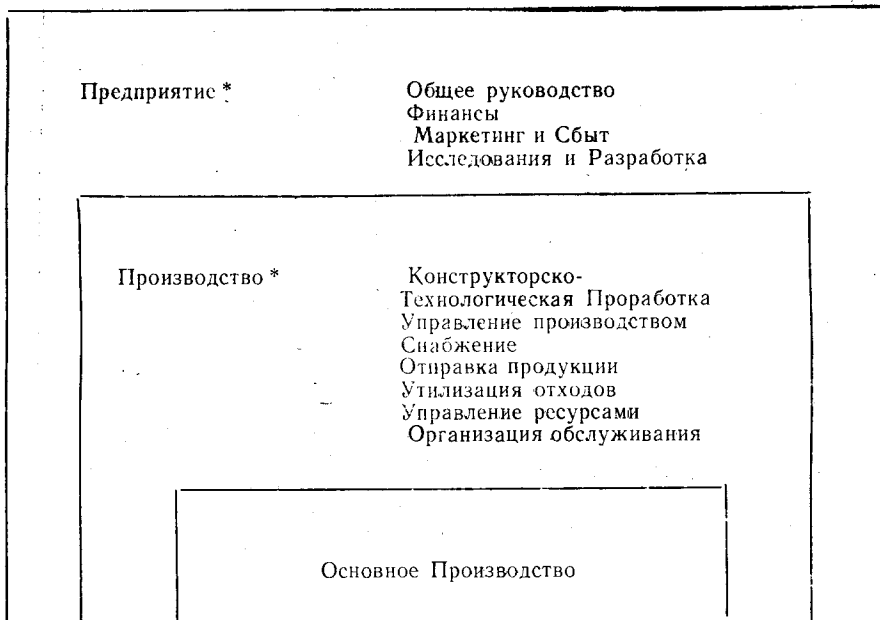 Предприятие * Общее руководство
Финансы
Маркетинг и Сбыт
Исследования и Разработка
Производство * Конструкторско-
Технологическая Проработка
Управление производством
Снабжение
Отправка продукции
Утилизация отходов
Управление ресурсами
Организация обслуживания
Основное Производство